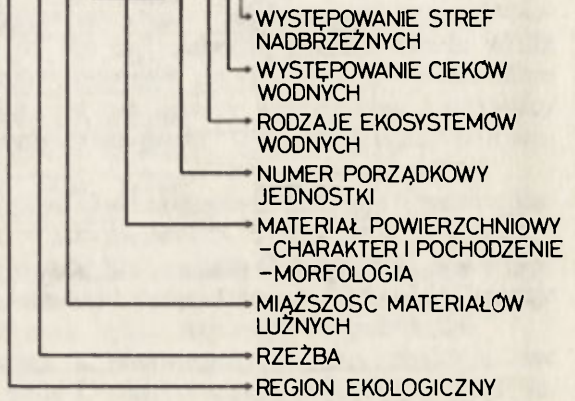 WYSTĘPOWANIE STREF
NADBRZEŻNYCH
WYSTĘPOWANIE CIEKÓW
WODNYCH
RODZAJE EKOSYSTEMÓW
WODNYCH
NUMER PORZĄDKOWY
JEDNOSTKI
MATERIAŁ POWIERZCHNIOWY
-CHARAKTER I POCHODZENIE
-MORFOLOGIA
MIĄŻSZOSC MATERIAŁÓW
LUŹNYCH
RZEŹBA
REGION EKOLOGICZNY